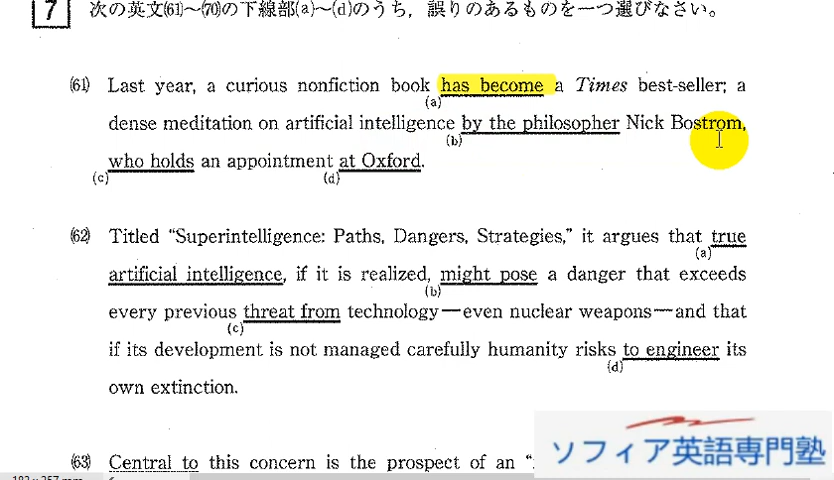 7 次の英文(61)～(70)の下線部(a)～(d)のうち，誤りのあるものを一つ選びなさい。
(61) Last year, a curious nonfiction book has become a Times best-seller; a
(a)
dense meditation on artificial intelligence by the philosopher Nick Bostrom,
(b)
who holds an appointment at Oxford.
(c) (d)
(62) Titled “Superintelligence: Paths, Dangers, Strategies,” it argues that true
(a)
artificial intelligence, if it is realized, might pose a danger that exceeds
(b)
every previous threat from technology—even nuclear weapons—and that
(c)
if its development is not managed carefully humanity risks to engineer its
(d)
own extinction.
(63) Central to this concern is the prospect of an
ソフィア英語専門塾